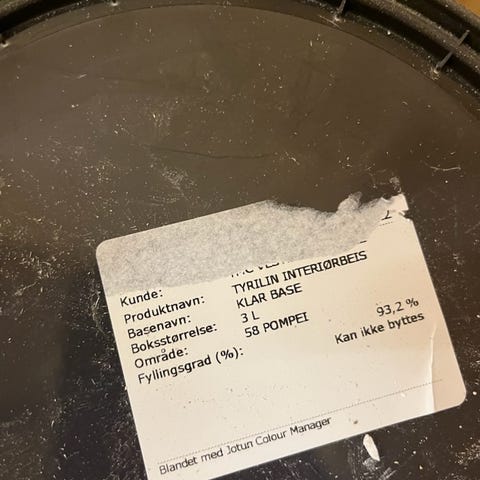 Kunde:
Produktnavn: TYRILIN INTERIØRBEIS
Basenavn: KLAR BASE
Boksstørrelse: 3 L
Område: 58 POMPEI
Fyllingsgrad (%): 93,2 %
Kan ikke byttes
Blandet med Jotun Colour Manager